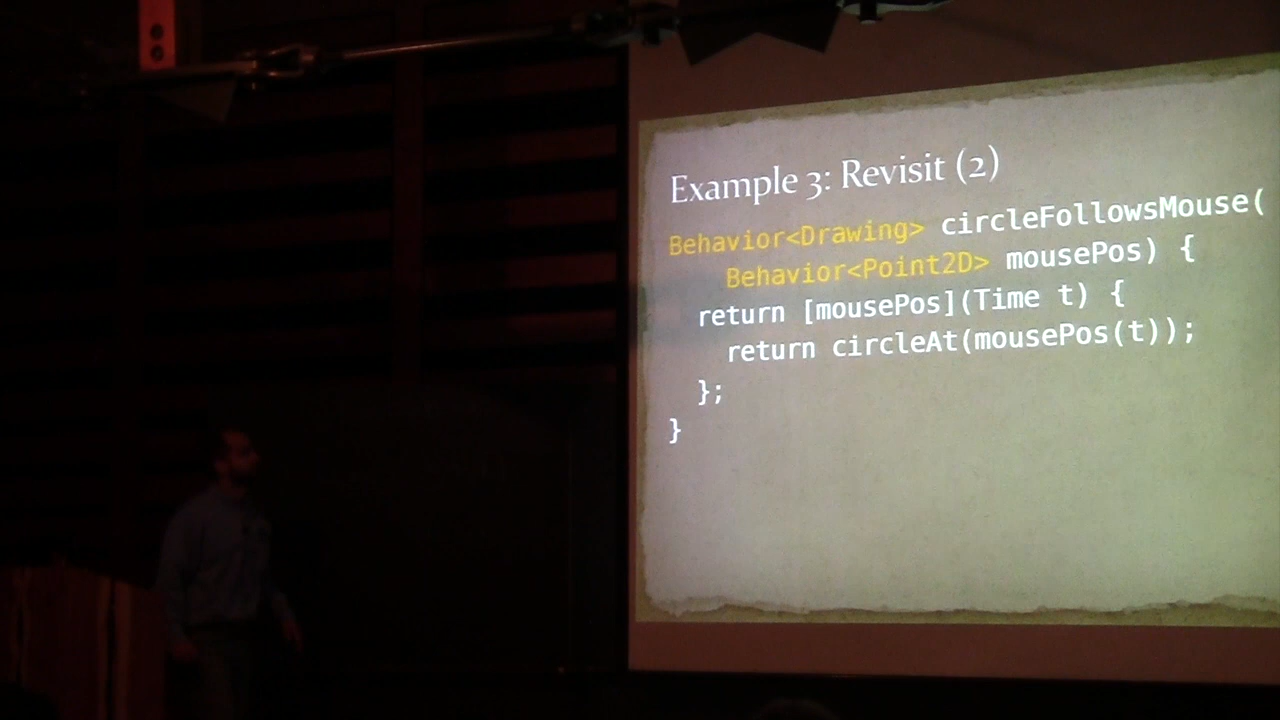 Example 3: Revisit (2)
Behavior<Drawing> circleFollowsMouse(
Behavior<Point2D> mousePos) {
return [mousePos](Time t) {
return circleAt(mousePos(t));
};
}